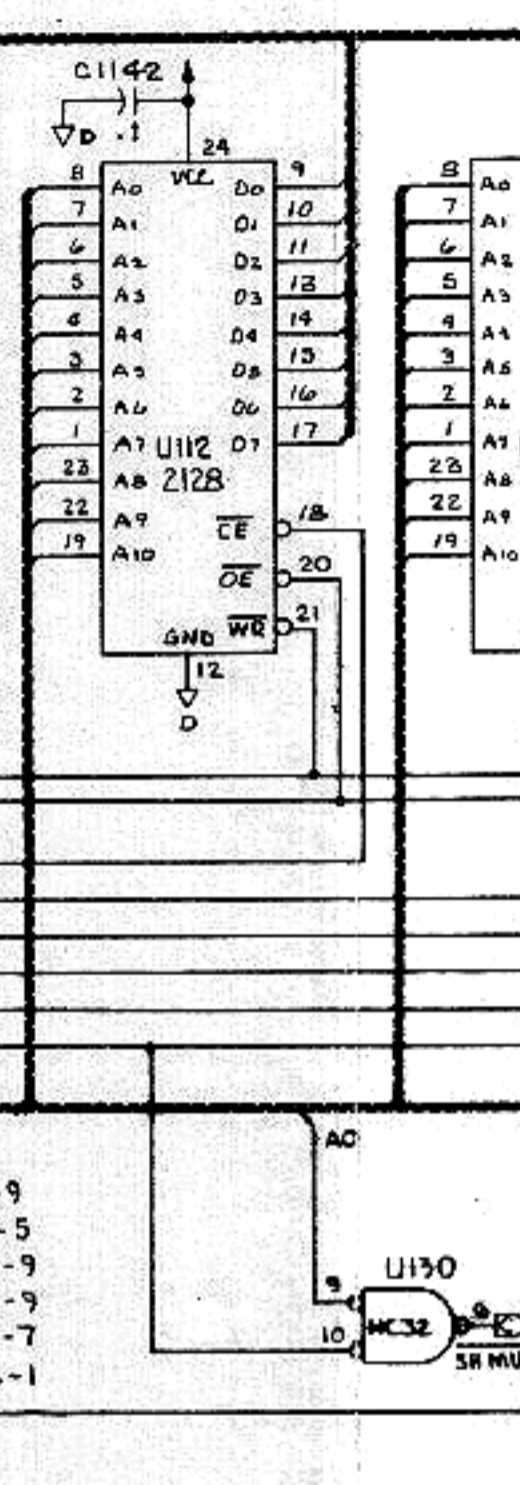 C1142
D .1
24
8 A0 VCC D0 9 8 A0
7 A1 D1 10 7 A1
6 A2 D2 11 6 A2
5 A3 D3 13 5 A3
4 A4 D4 14 4 A4
3 A5 D5 15 3 A5
2 A6 D6 16 2 A6
1 A7 U112 D7 17 1 A7
23 A8 2128 23 A8
22 A9 CE 18 22 A9
19 A10 OE 20 19 A10
GND WR 21
12
D
A0
9
-5
-9
-9
-7
-1
U130
9
10 HC32 8
SR MU